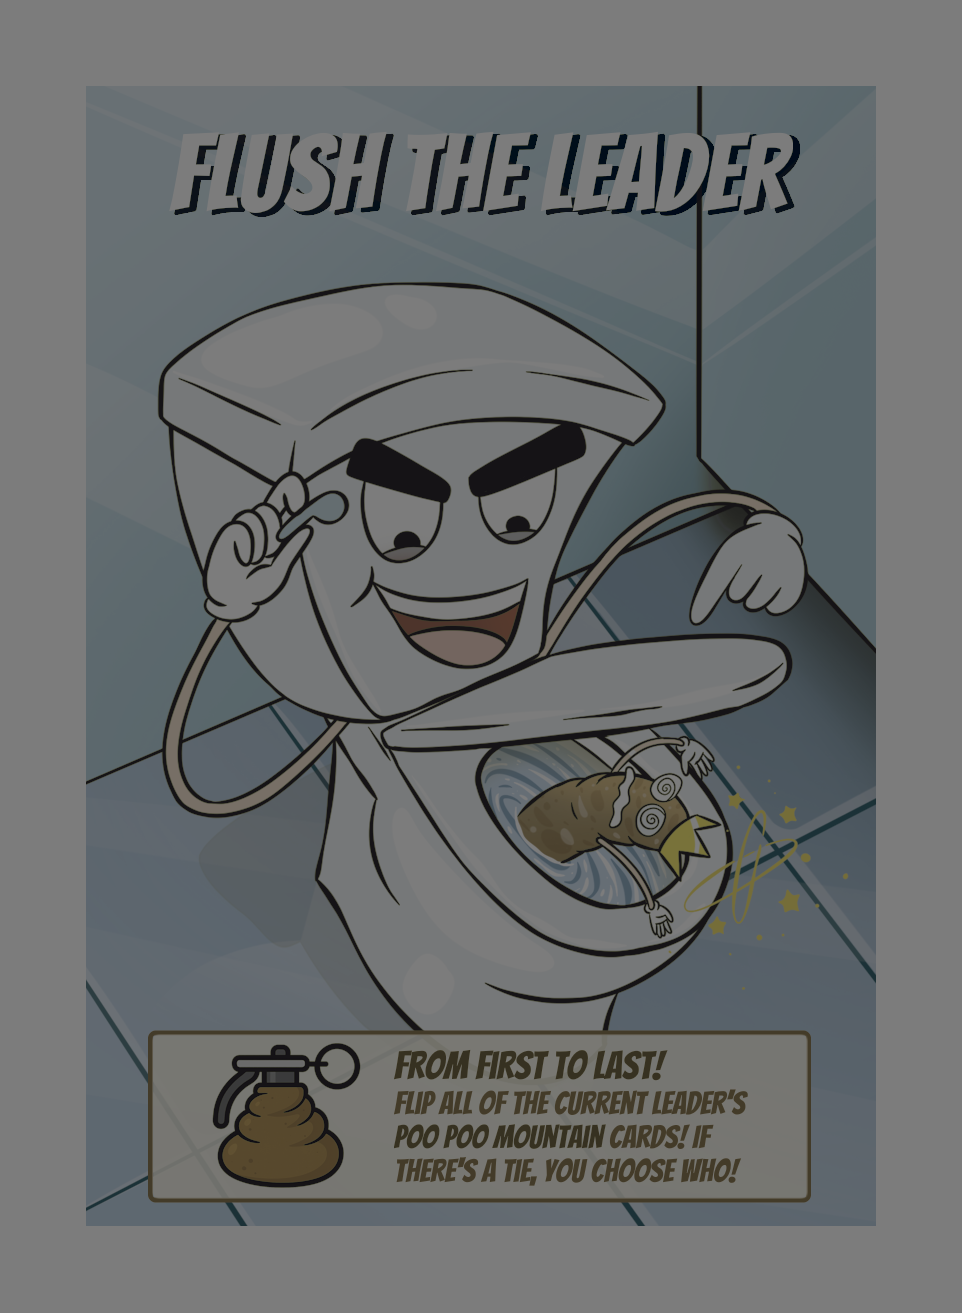 FLUSH THE LEADER
FROM FIRST TO LAST!
FLIP ALL OF THE CURRENT LEADER'S
POO POO MOUNTAIN CARDS! IF
THERE'S A TIE, YOU CHOOSE WHO!